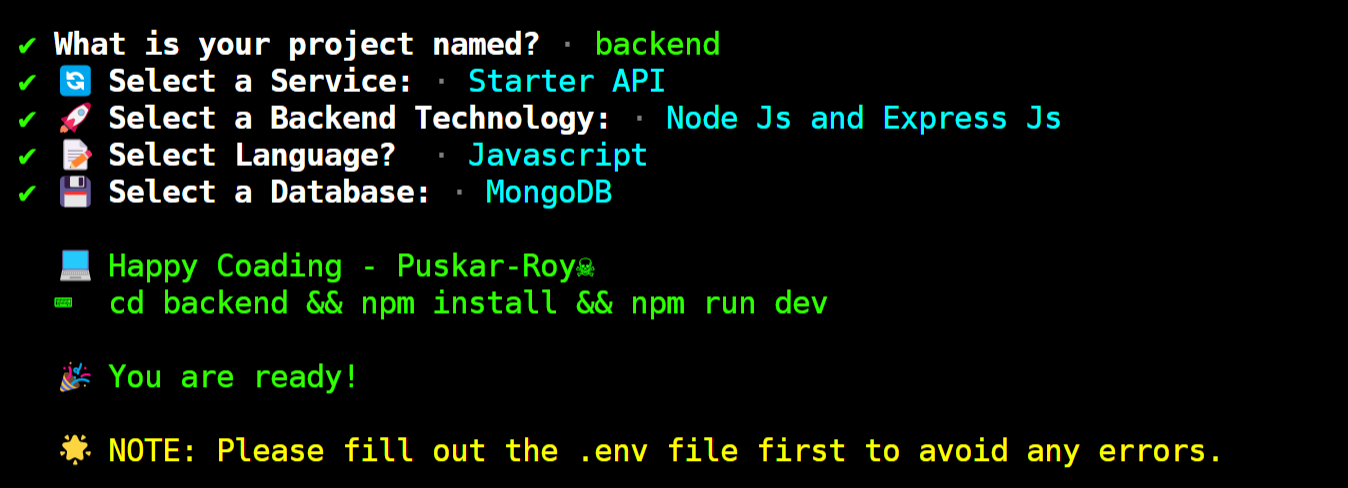 ✔ What is your project named? · backend
✔ 🔄 Select a Service: · Starter API
✔ 🚀 Select a Backend Technology: · Node Js and Express Js
✔ 📝 Select Language? · Javascript
✔ 💾 Select a Database: · MongoDB
💻 Happy Coading - Puskar-Roy☠
⌨ cd backend && npm install && npm run dev
🎉 You are ready!
🌟 NOTE: Please fill out the .env file first to avoid any errors.